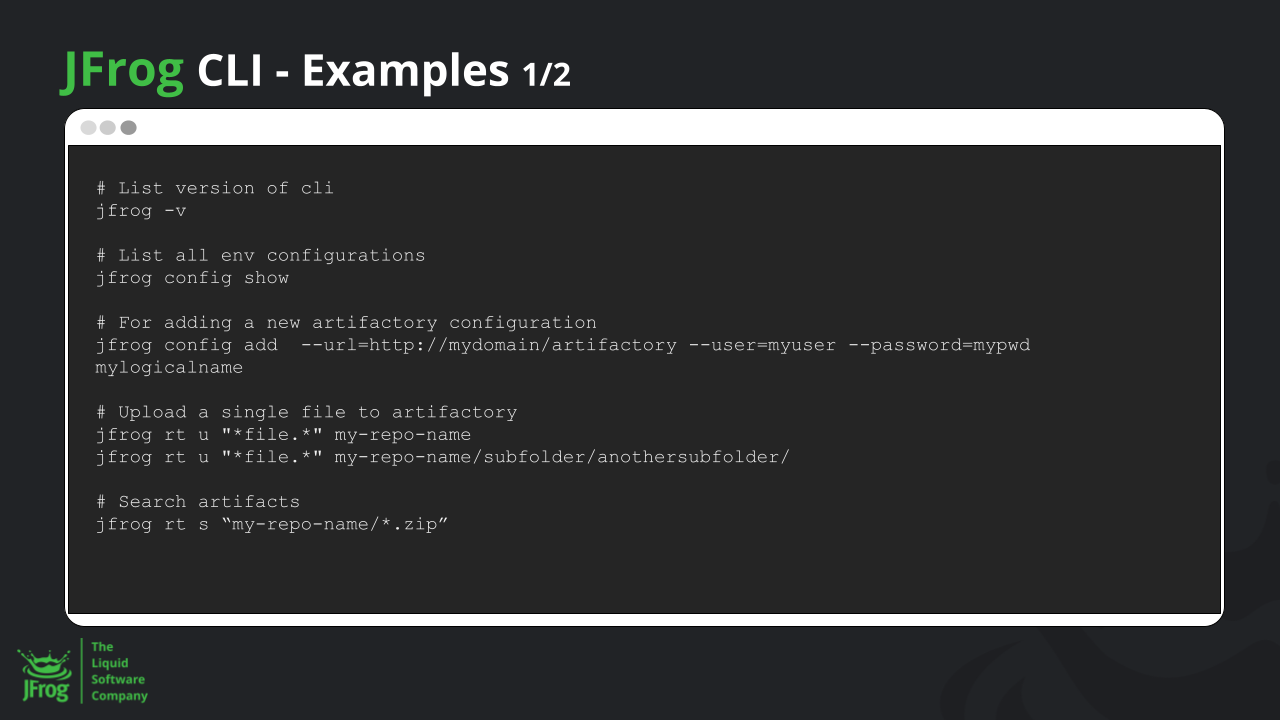 JFrog CLI - Examples 1/2
# List version of cli
jfrog -v
# List all env configurations
jfrog config show
# For adding a new artifactory configuration
jfrog config add  --url=http://mydomain/artifactory --user=myuser --password=mypwd
mylogicalname
# Upload a single file to artifactory
jfrog rt u "*file.*" my-repo-name
jfrog rt u "*file.*" my-repo-name/subfolder/anothersubfolder/
# Search artifacts
jfrog rt s “my-repo-name/*.zip”
JFrog
The
Liquid
Software
Company